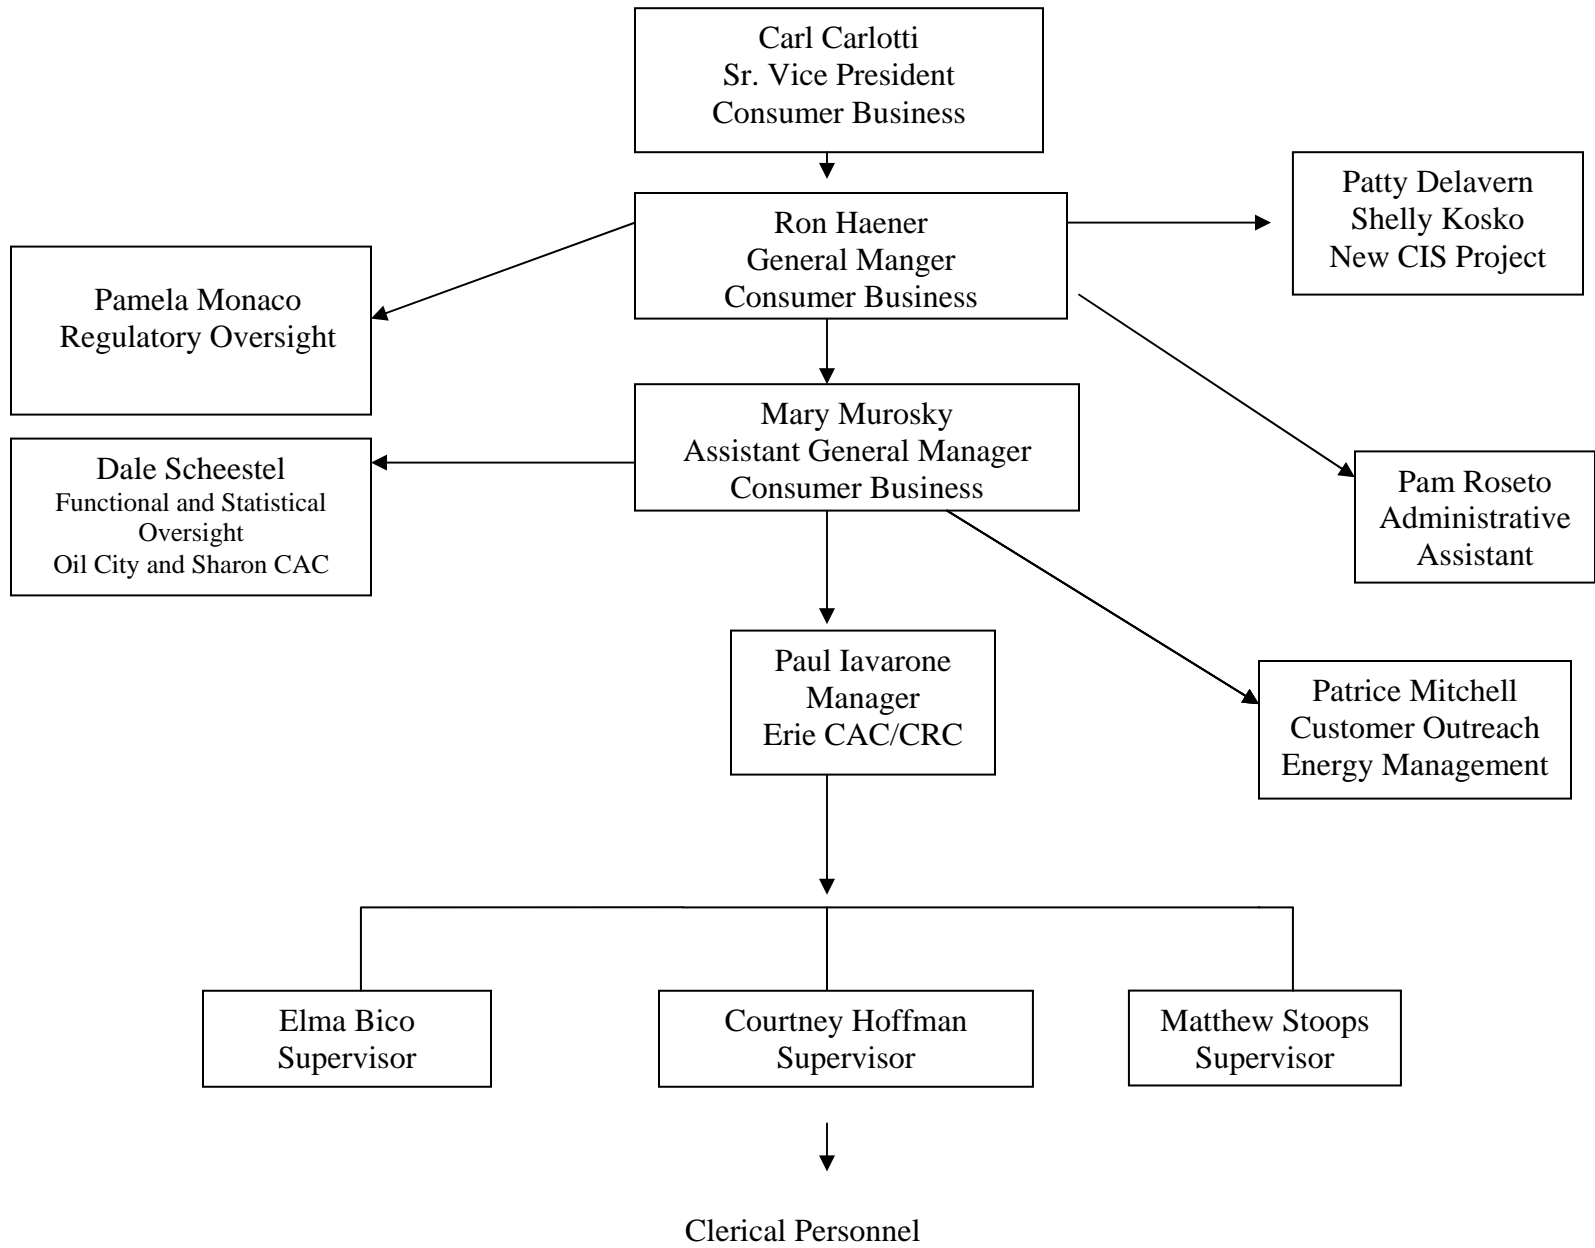 Carl Carlotti
Sr. Vice President
Consumer Business
Patty Delavern
Shelly Kosko
New CIS Project
Ron Haener
General Manger
Consumer Business
Pamela Monaco
Regulatory Oversight
Mary Murosky
Assistant General Manager
Consumer Business
Dale Scheestel
Functional and Statistical
Oversight
Oil City and Sharon CAC
Pam Roseto
Administrative
Assistant
Paul Iavarone
Manager
Erie CAC/CRC
Patrice Mitchell
Customer Outreach
Energy Management
Elma Bico
Supervisor
Courtney Hoffman
Supervisor
Matthew Stoops
Supervisor
Clerical Personnel